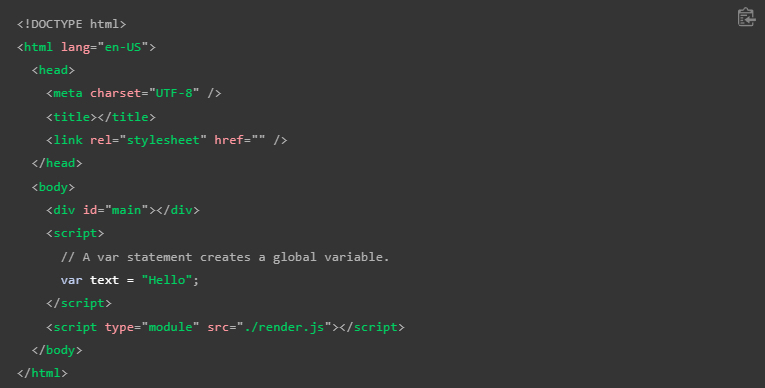 <!DOCTYPE html>
<html lang="en-US">
  <head>
    <meta charset="UTF-8" />
    <title></title>
    <link rel="stylesheet" href="" />
  </head>
  <body>
    <div id="main"></div>
    <script>
      // A var statement creates a global variable.
      var text = "Hello";
    </script>
    <script type="module" src="./render.js"></script>
  </body>
</html>